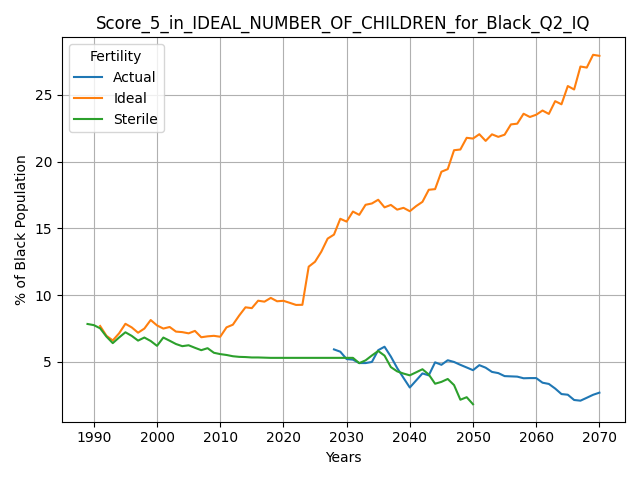 Score_5_in_IDEAL_NUMBER_OF_CHILDREN_for_Black_Q2_IQ
Fertility
Actual
Ideal
Sterile
% of Black Population
25
20
15
10
5
1990 2000 2010 2020 2030 2040 2050 2060 2070
Years